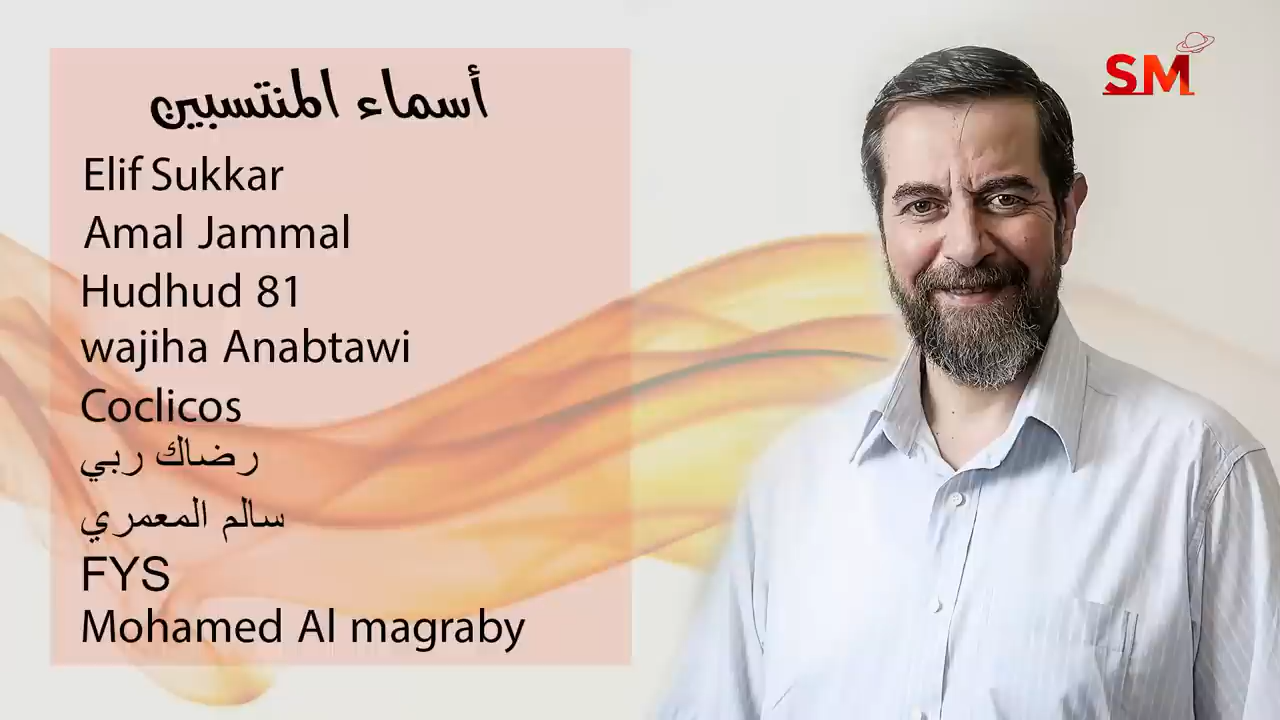 SM
أسماء المنتسبين
Elif Sukkar
Amal Jammal
Hudhud 81
wajiha Anabtawi
Coclicos
رضاك ربي
سالم المعمري
FYS
Mohamed Al magraby